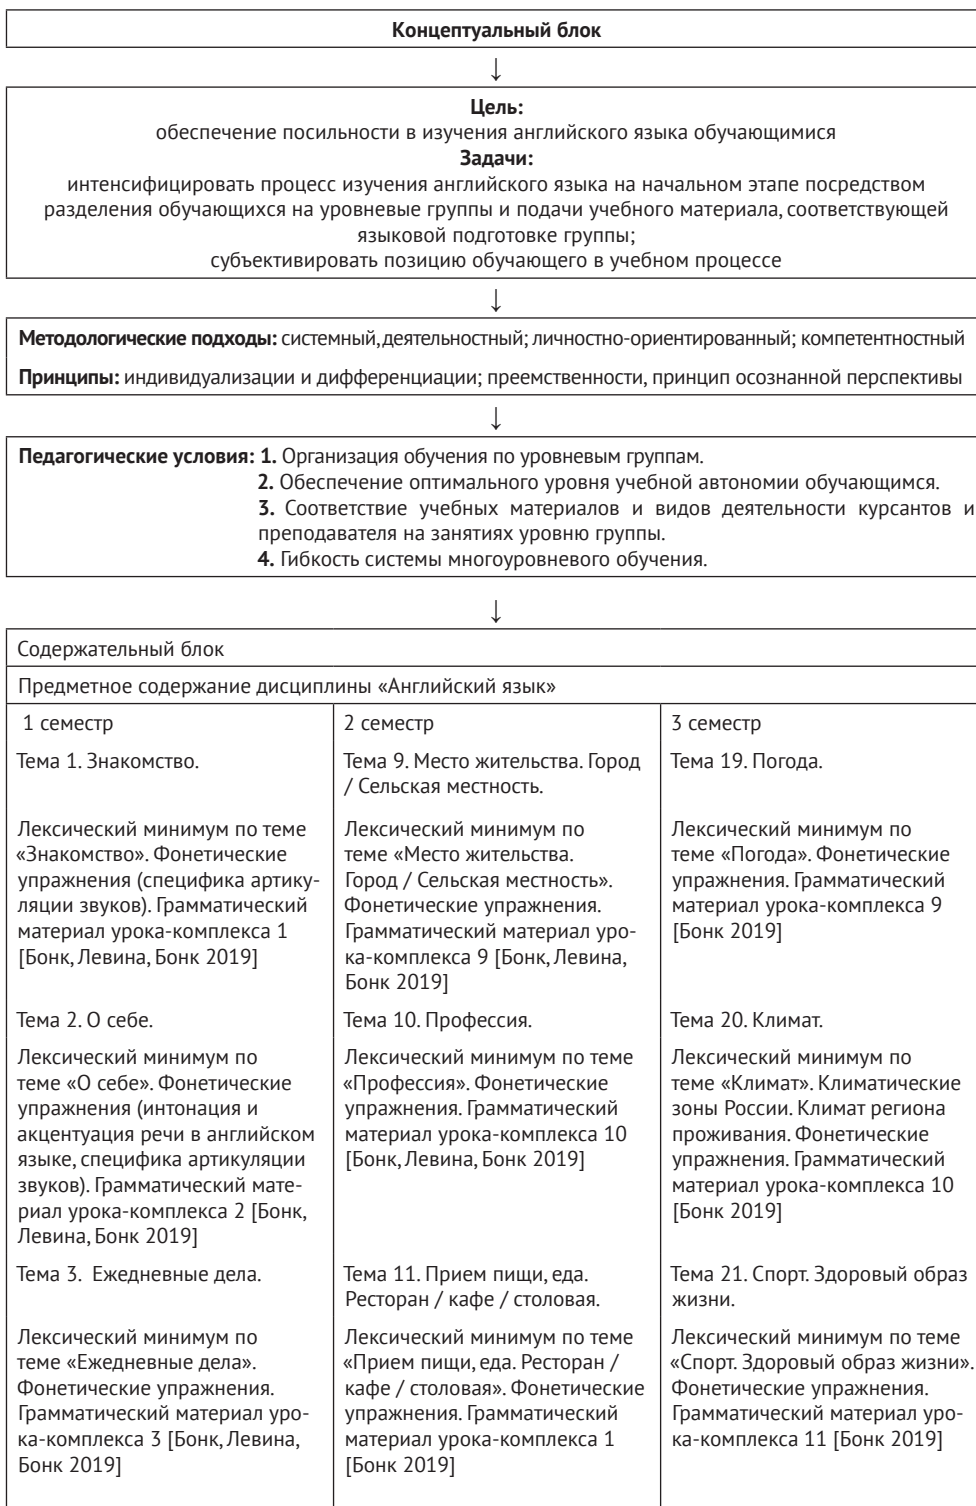 Концептуальный блок
↓
Цель:
обеспечение посильности в изучения английского языка обучающимися
Задачи:
интенсифицировать процесс изучения английского языка на начальном этапе посредством
разделения обучающихся на уровневые группы и подачи учебного материала, соответствующей
языковой подготовке группы;
субъективировать позицию обучающего в учебном процессе
↓
Методологические подходы: системный, деятельностный; личностно-ориентированный; компетентностный
Принципы: индивидуализации и дифференциации; преемственности, принцип осознанной перспективы
↓
Педагогические условия: 1. Организация обучения по уровневым группам.
2. Обеспечение оптимального уровня учебной автономии обучающимся.
3. Соответствие учебных материалов и видов деятельности курсантов и
преподавателя на занятиях уровню группы.
4. Гибкость системы многоуровневого обучения.
↓
Содержательный блок
Предметное содержание дисциплины «Английский язык»
1 семестр
2 семестр
3 семестр
Тема 1. Знакомство.
Тема 9. Место жительства. Город
/ Сельская местность.
Тема 19. Погода.
Лексический минимум по теме
«Знакомство». Фонетические
упражнения (специфика артику-
ляции звуков). Грамматический
материал урока-комплекса 1
[Бонк, Левина, Бонк 2019]
Лексический минимум по
теме «Место жительства.
Город / Сельская местность».
Фонетические упражнения.
Грамматический материал уро-
ка-комплекса 9 [Бонк, Левина,
Бонк 2019]
Лексический минимум по
теме «Погода». Фонетические
упражнения. Грамматический
материал урока-комплекса 9
[Бонк 2019]
Тема 2. О себе.
Тема 10. Профессия.
Тема 20. Климат.
Лексический минимум по
теме «О себе». Фонетические
упражнения (интонация и
акцентуация речи в английском
языке, специфика артикуляции
звуков). Грамматический мате-
риал урока-комплекса 2 [Бонк,
Левина, Бонк 2019]
Лексический минимум по теме
«Профессия». Фонетические
упражнения. Грамматический
материал урока-комплекса 10
[Бонк, Левина, Бонк 2019]
Лексический минимум по
теме «Климат». Климатические
зоны России. Климат региона
проживания. Фонетические
упражнения. Грамматический
материал урока-комплекса 10
[Бонк 2019]
Тема 3. Ежедневные дела.
Тема 11. Прием пищи, еда.
Ресторан / кафе / столовая.
Тема 21. Спорт. Здоровый образ
жизни.
Лексический минимум по
теме «Ежедневные дела».
Фонетические упражнения.
Грамматический материал уро-
ка-комплекса 3 [Бонк, Левина,
Бонк 2019]
Лексический минимум по теме
«Прием пищи, еда. Ресторан /
кафе / столовая». Фонетические
упражнения. Грамматический
материал урока-комплекса 1
[Бонк 2019]
Лексический минимум по теме
«Спорт. Здоровый образ жизни».
Фонетические упражнения.
Грамматический материал уро-
ка-комплекса 11 [Бонк 2019]